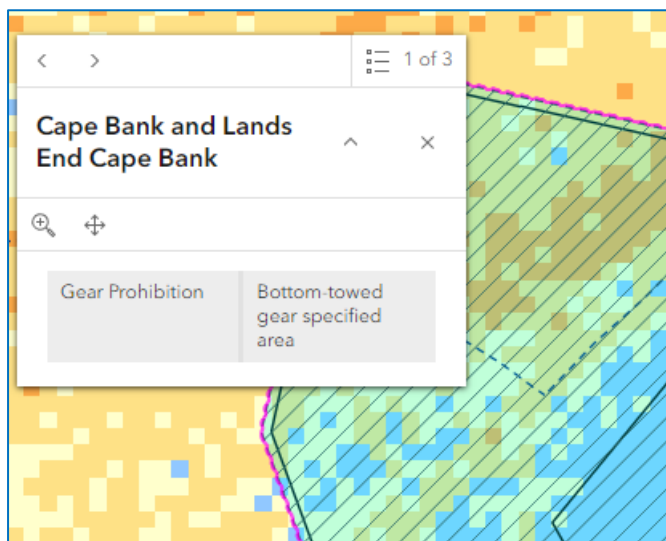 1 of 3
Cape Bank and Lands
End Cape Bank
Gear Prohibition
Bottom-towed
gear specified
area